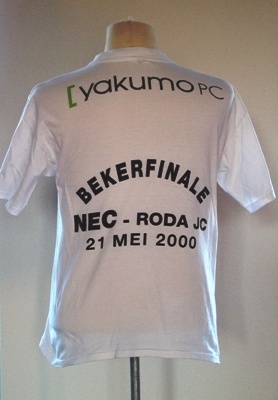 [yakumo PC
BEKERFINALE
NEC - RODA JC
21 MEI 2000